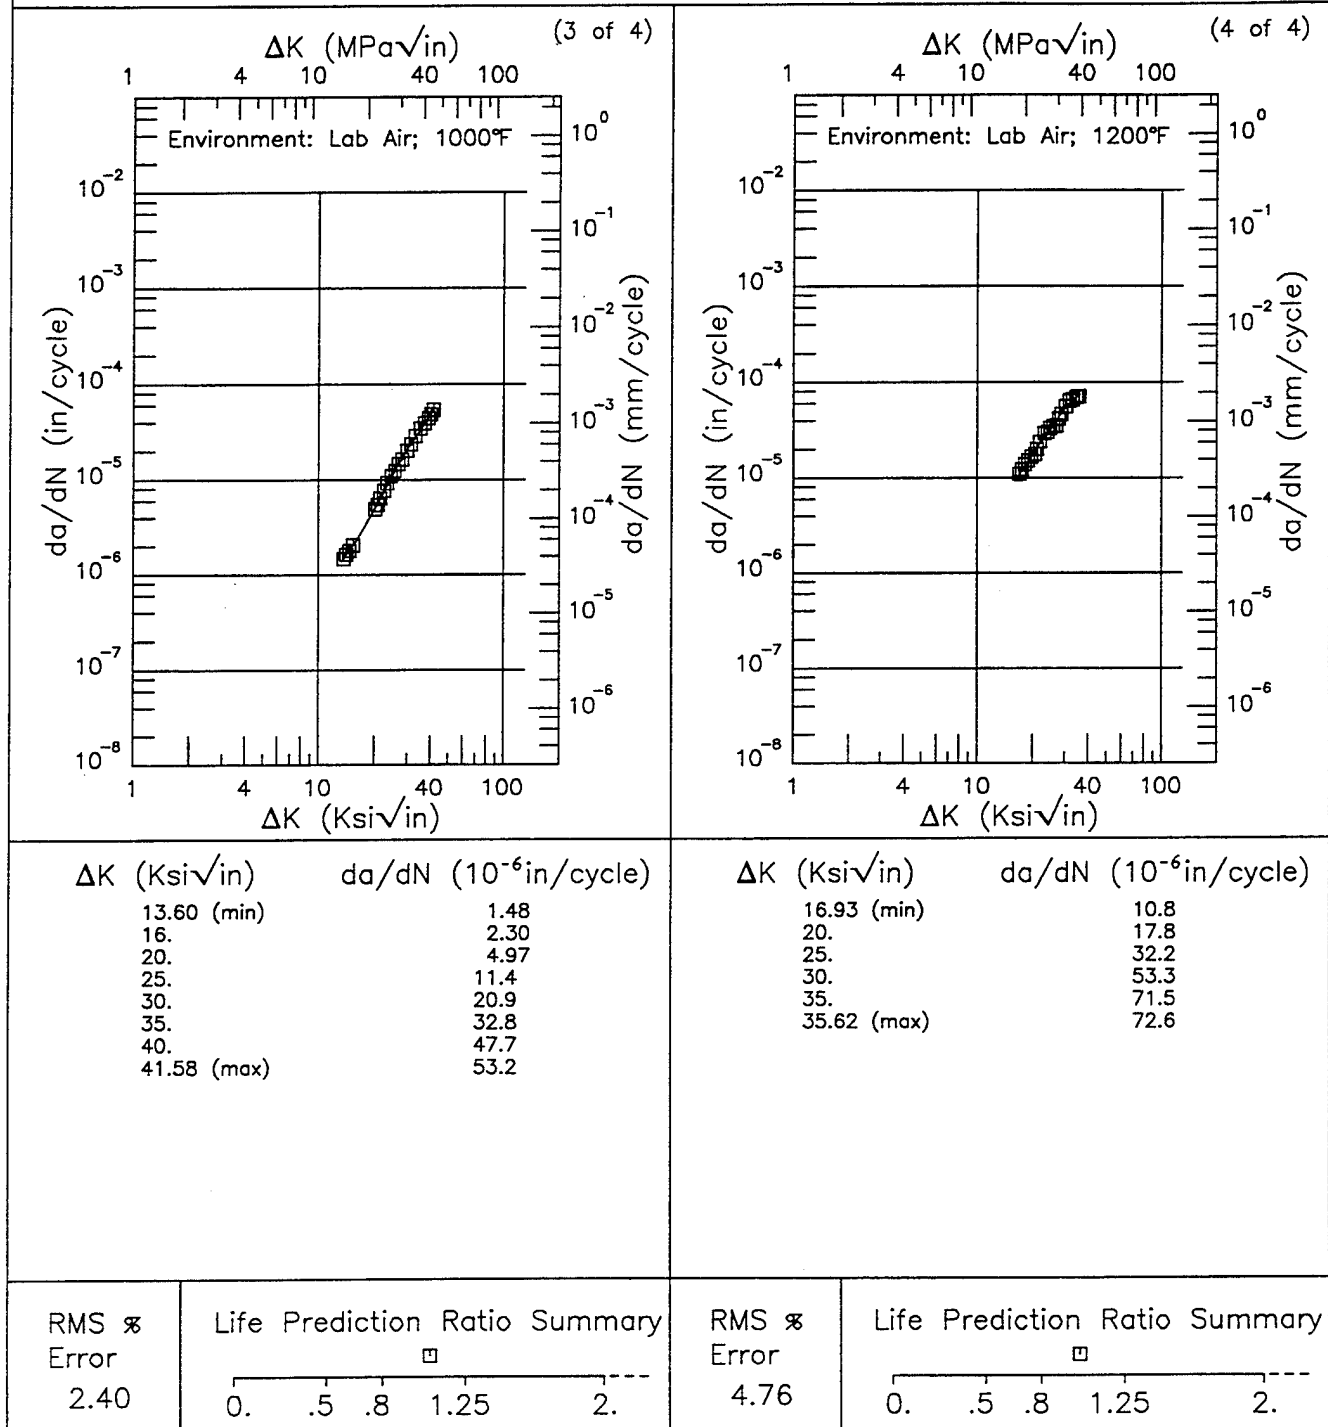 (3 of 4)
ΔK (MPa√in)
1 4 10 40 100
Environment: Lab Air; 1000°F
10⁰
10⁻²
10⁻¹
10⁻³
10⁻²
10⁻⁴
10⁻³
10⁻⁵
10⁻⁴
10⁻⁶
10⁻⁵
10⁻⁷
10⁻⁶
10⁻⁸
da/dN (in/cycle)
da/dN (mm/cycle)
1 4 10 40 100
ΔK (Ksi√in)
ΔK (Ksi√in) da/dN (10⁻⁶in/cycle)
13.60 (min) 1.48
16. 2.30
20. 4.97
25. 11.4
30. 20.9
35. 32.8
40. 47.7
41.58 (max) 53.2
RMS %
Error
2.40
Life Prediction Ratio Summary
0. .5 .8 1.25 2.
(4 of 4)
ΔK (MPa√in)
1 4 10 40 100
Environment: Lab Air; 1200°F
10⁰
10⁻²
10⁻¹
10⁻³
10⁻²
10⁻⁴
10⁻³
10⁻⁵
10⁻⁴
10⁻⁶
10⁻⁵
10⁻⁷
10⁻⁶
10⁻⁸
da/dN (in/cycle)
da/dN (mm/cycle)
1 4 10 40 100
ΔK (Ksi√in)
ΔK (Ksi√in) da/dN (10⁻⁶in/cycle)
16.93 (min) 10.8
20. 17.8
25. 32.2
30. 53.3
35. 71.5
35.62 (max) 72.6
RMS %
Error
4.76
Life Prediction Ratio Summary
0. .5 .8 1.25 2.